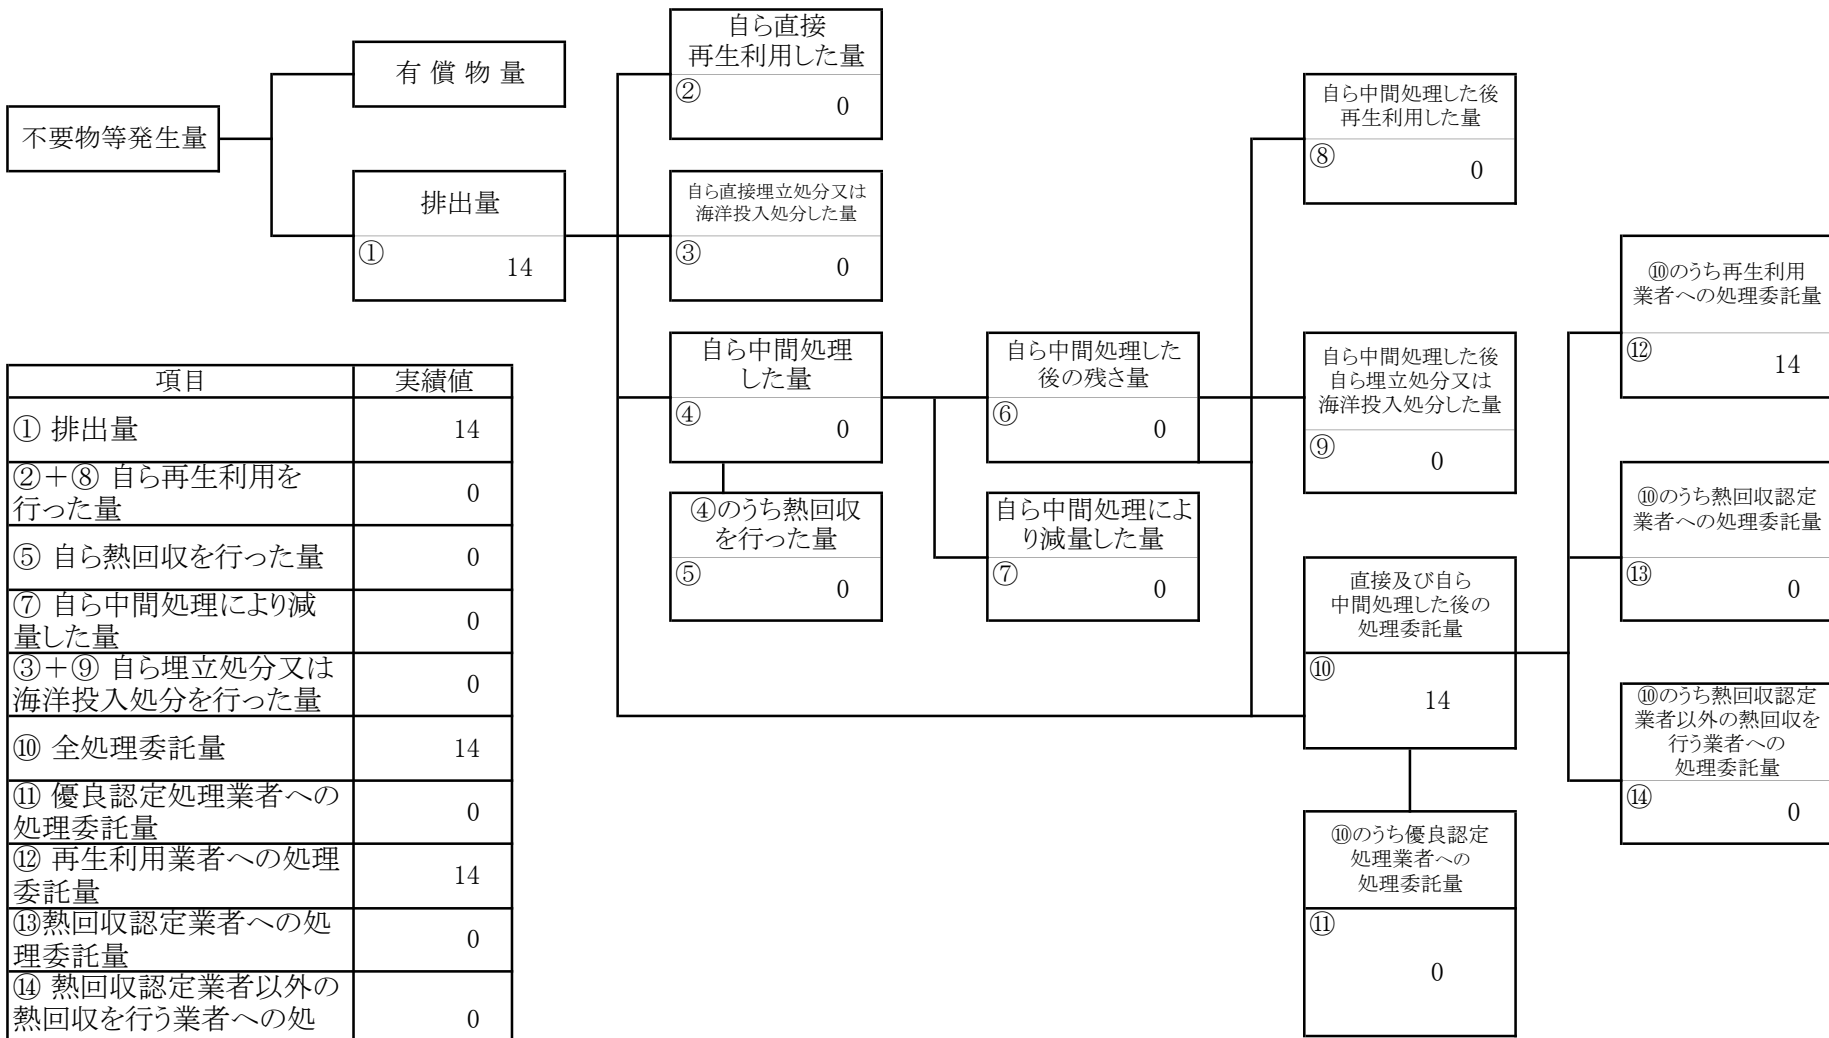 不要物等発生量
有 償 物 量
排出量
①
14
自ら直接
再生利用した量
②
0
自ら直接埋立処分又は
海洋投入処分した量
③
0
自ら中間処理
した量
④
0
④のうち熱回収
を行った量
⑤
0
自ら中間処理した
後の残さ量
⑥
0
自ら中間処理によ
り減量した量
⑦
0
自ら中間処理した後
再生利用した量
⑧
0
自ら中間処理した後
自ら埋立処分又は
海洋投入処分した量
⑨
0
直接及び自ら
中間処理した後の
処理委託量
⑩
14
⑩のうち優良認定
処理業者への
処理委託量
⑪
0
⑩のうち再生利用
業者への処理委託量
⑫
14
⑩のうち熱回収認定
業者への処理委託量
⑬
0
⑩のうち熱回収認定
業者以外の熱回収を
行う業者への
処理委託量
⑭
0
項目 実績値
① 排出量 14
②＋⑧ 自ら再生利用を
行った量 0
⑤ 自ら熱回収を行った量 0
⑦ 自ら中間処理により減
量した量 0
③＋⑨ 自ら埋立処分又は
海洋投入処分を行った量 0
⑩ 全処理委託量 14
⑪ 優良認定処理業者への
処理委託量 0
⑫ 再生利用業者への処理
委託量 14
⑬熱回収認定業者への処
理委託量 0
⑭ 熱回収認定業者以外の
熱回収を行う業者への処 0